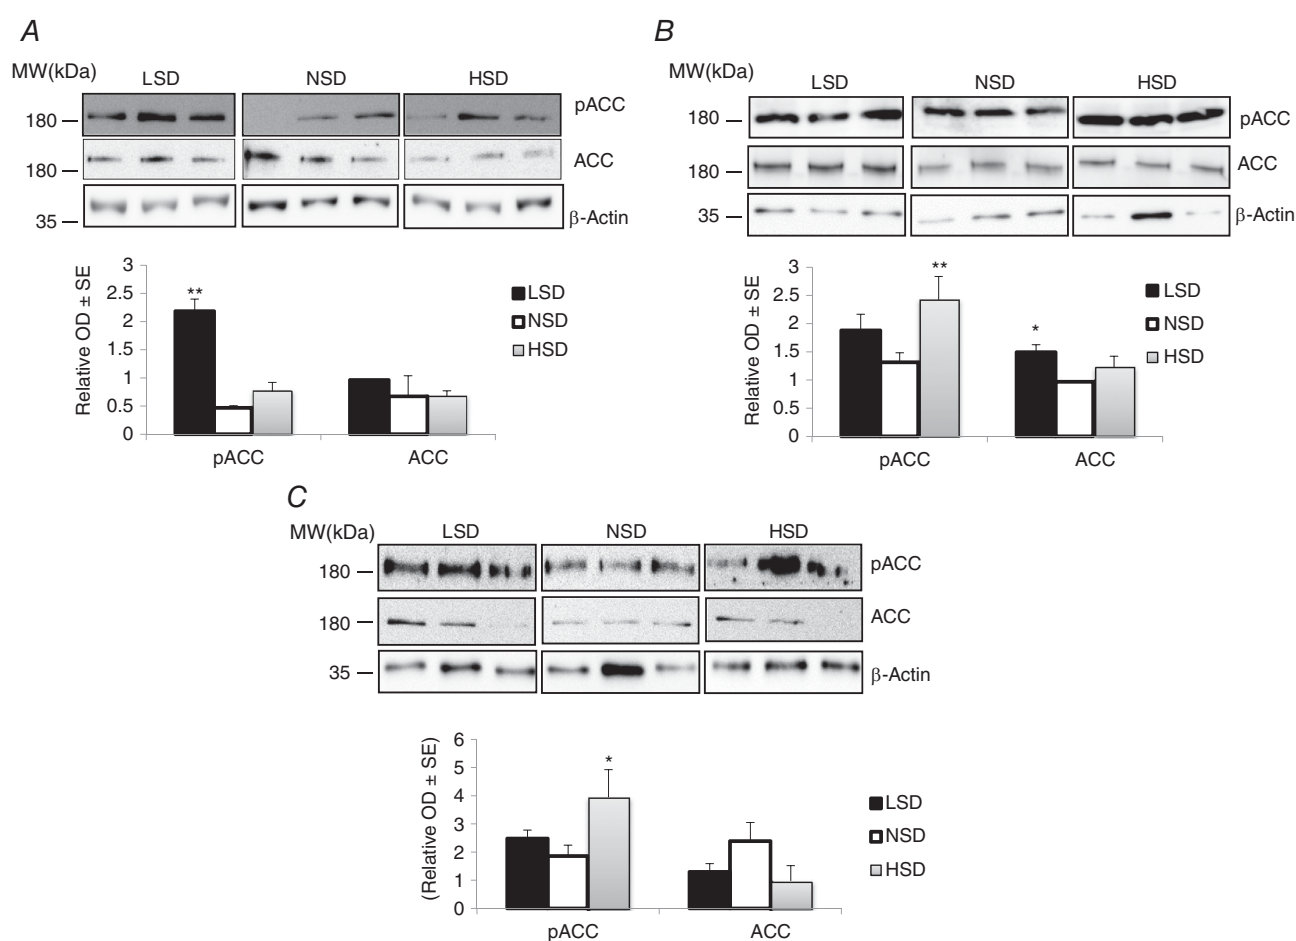 A
MW(kDa)
LSD
NSD
HSD
180
pACC
180
ACC
35
β-Actin
Relative OD ± SE
3
2.5
2
1.5
1
0.5
0
**
pACC
ACC
LSD
NSD
HSD
B
MW(kDa)
LSD
NSD
HSD
180
pACC
180
ACC
35
β-Actin
Relative OD ± SE
3
2.5
2
1.5
1
0.5
0
**
*
pACC
ACC
LSD
NSD
HSD
C
MW(kDa)
LSD
NSD
HSD
180
pACC
180
ACC
35
β-Actin
(Relative OD ± SE)
6
5
4
3
2
1
0
*
pACC
ACC
LSD
NSD
HSD